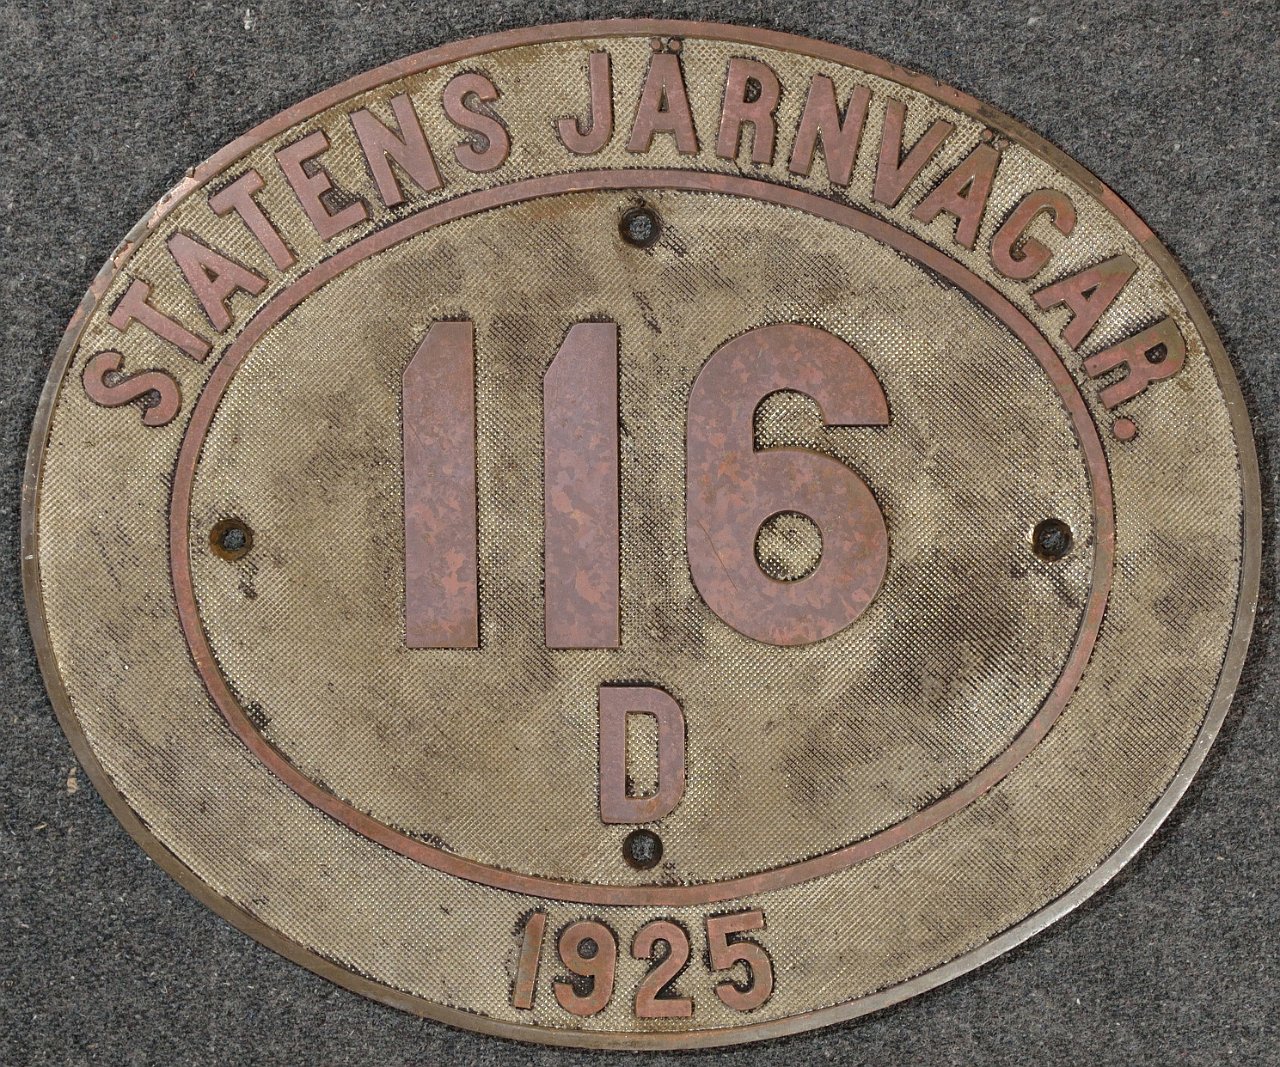 STATENS JÄRNVÄGAR.
116
D
1925